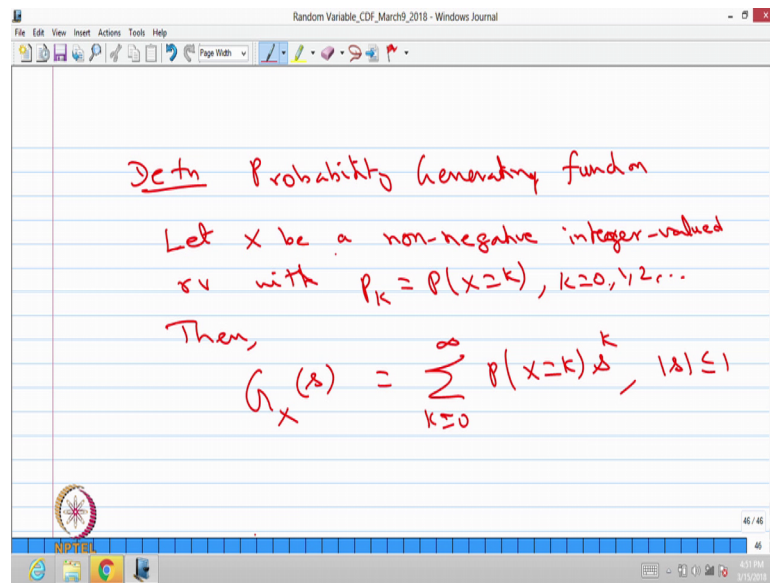 Random Variable_CDF_March9_2018 - Windows Journal
File Edit View Insert Actions Tools Help
Page Width
Defn Probability Generating function
Let X be a non-negative integer-valued
rv with P_K = P(X=K), K=0,1,2,...
Then,
G_X(s) = ∑_{K=0}^{∞} P(X=K) s^K, |s| ≤ 1
46 / 46
NPTEL
46
4:51 PM
3/15/2018